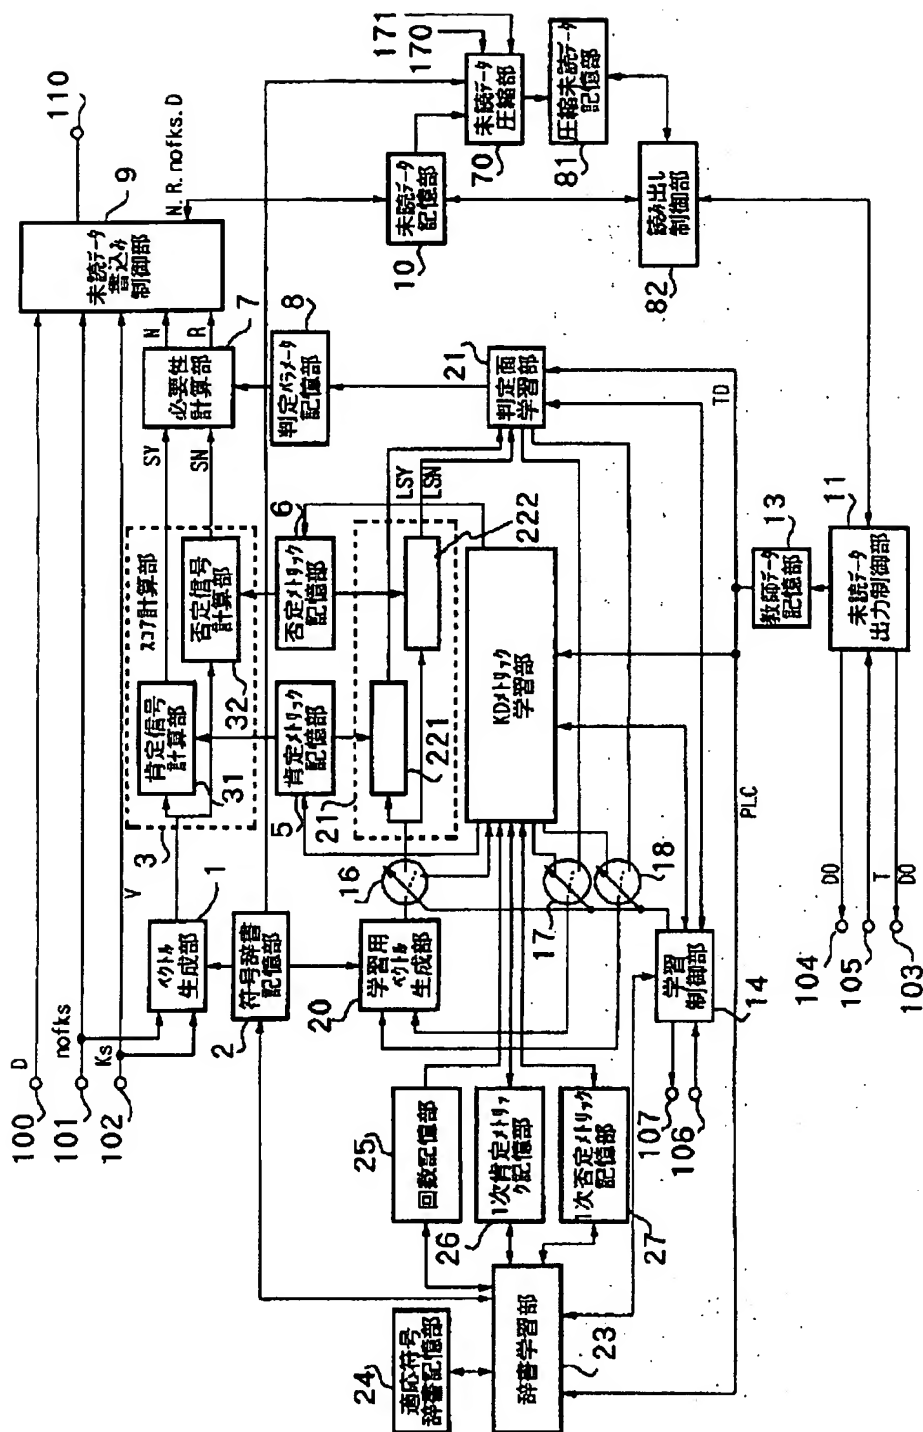 100
D
101
nofks
102
Ks
V
ベクトル
生成部
1
3
スコア計算部
肯定信号
計算部
31
否定信号
計算部
32
SY
SN
必要性
計算部
7
N
R
未読データ
書込み
制御部
9
110
N.R.nofks.D
符号辞書
記憶部
2
学習用
ベクトル
生成部
20
16
肯定メトリック
記憶部
5
否定メトリック
記憶部
6
21
221
222
LSY
LSN
判定パラメータ
記憶部
8
判定面
学習部
21
未読データ
記憶部
10
未読データ
圧縮部
70
171
170
圧縮未読データ
記憶部
81
読み出し
制御部
82
回数記憶部
25
1次肯定メトリッ
ク記憶部
26
1次否定メトリック
記憶部
27
KDメトリック
学習部
17
18
適応符号
辞書記憶部
24
辞書学習部
23
学習
制御部
14
107
106
PLC
TD
教師データ
記憶部
13
未読データ
出力制御部
11
DO
104
T
105
DO
103